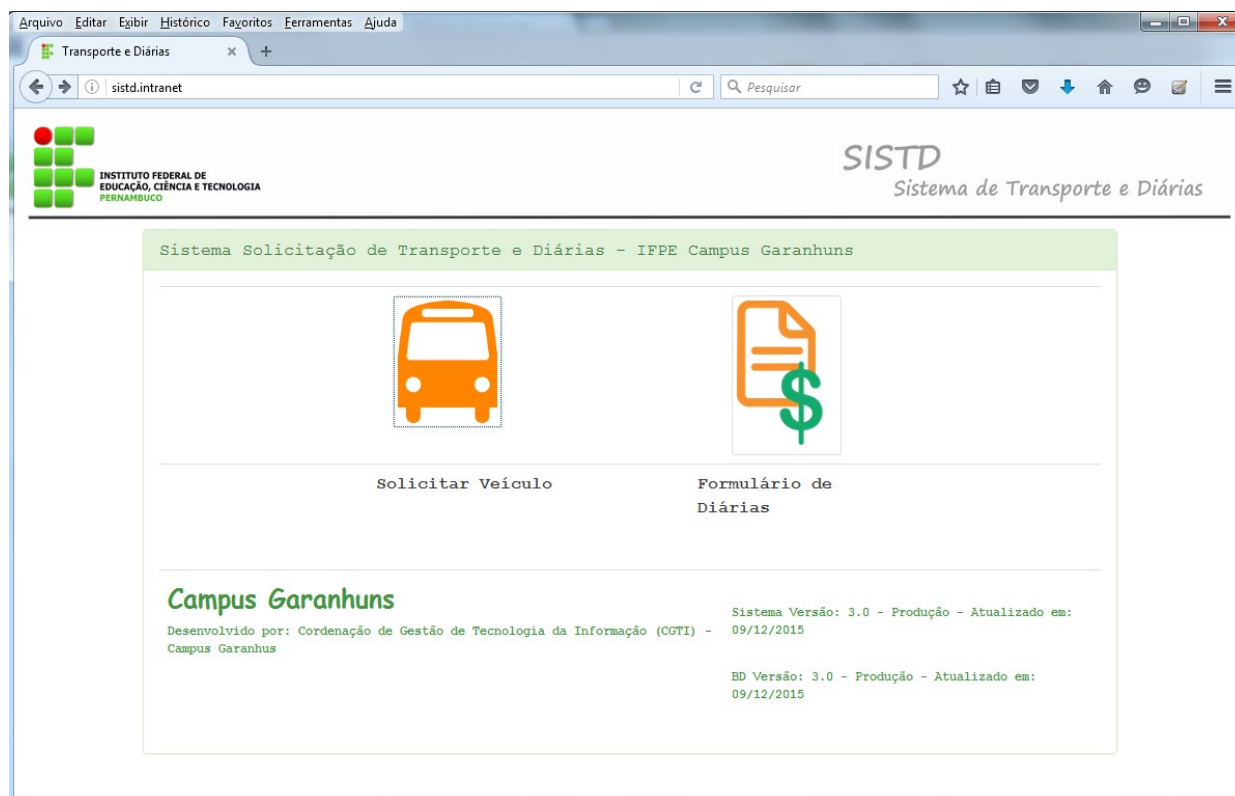 Arquivo Editar Exibir Histórico Favoritos Ferramentas Ajuda
Transporte e Diárias
sistd.intranet
Pesquisar
INSTITUTO FEDERAL DE
EDUCAÇÃO, CIÊNCIA E TECNOLOGIA
PERNAMBUCO
SISTD
Sistema de Transporte e Diárias
Sistema Solicitação de Transporte e Diárias - IFPE Campus Garanhuns
$
Solicitar Veículo
Formulário de
Diárias
Campus Garanhuns
Desenvolvido por: Cordenação de Gestão de Tecnologia da Informação (CGTI) -
Campus Garanhus
Sistema Versão: 3.0 - Produção - Atualizado em:
09/12/2015
BD Versão: 3.0 - Produção - Atualizado em:
09/12/2015